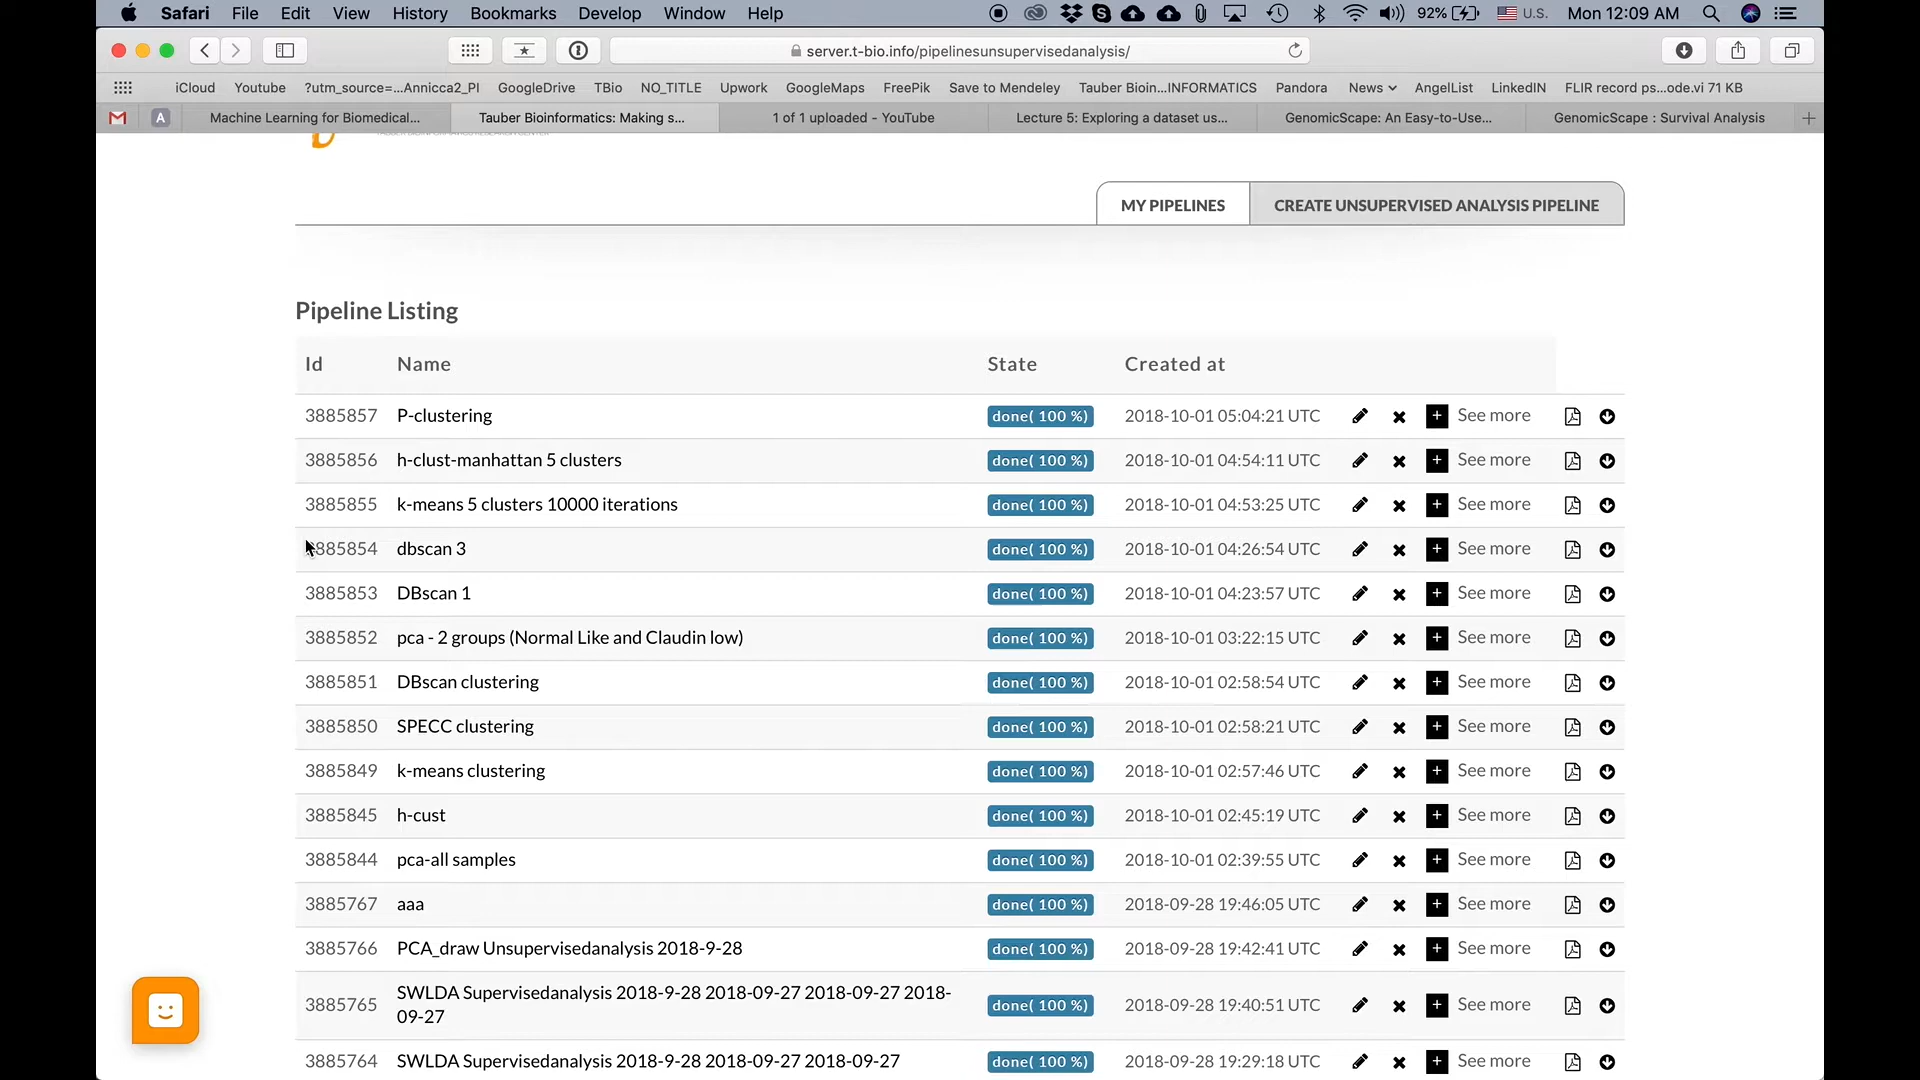 Safari File Edit View History Bookmarks Develop Window Help 92% U.S. Mon 12:09 AM
server.t-bio.info/pipelinesunsupervisedanalysis/
iCloud Youtube ?utm_source=...Annicca2_PI GoogleDrive TBio NO_TITLE Upwork GoogleMaps FreePik Save to Mendeley Tauber Bioin...INFORMATICS Pandora News AngelList LinkedIN FLIR record ps...ode.vi 71 KB
A Machine Learning for Biomedical... Tauber Bioinformatics: Making s... 1 of 1 uploaded - YouTube Lecture 5: Exploring a dataset us... GenomicScape: An Easy-to-Use... GenomicScape : Survival Analysis
MY PIPELINES CREATE UNSUPERVISED ANALYSIS PIPELINE
Pipeline Listing
Id Name State Created at
3885857 P-clustering done( 100 %) 2018-10-01 05:04:21 UTC + See more
3885856 h-clust-manhattan 5 clusters done( 100 %) 2018-10-01 04:54:11 UTC + See more
3885855 k-means 5 clusters 10000 iterations done( 100 %) 2018-10-01 04:53:25 UTC + See more
3885854 dbscan 3 done( 100 %) 2018-10-01 04:26:54 UTC + See more
3885853 DBscan 1 done( 100 %) 2018-10-01 04:23:57 UTC + See more
3885852 pca - 2 groups (Normal Like and Claudin low) done( 100 %) 2018-10-01 03:22:15 UTC + See more
3885851 DBscan clustering done( 100 %) 2018-10-01 02:58:54 UTC + See more
3885850 SPECC clustering done( 100 %) 2018-10-01 02:58:21 UTC + See more
3885849 k-means clustering done( 100 %) 2018-10-01 02:57:46 UTC + See more
3885845 h-cust done( 100 %) 2018-10-01 02:45:19 UTC + See more
3885844 pca-all samples done( 100 %) 2018-10-01 02:39:55 UTC + See more
3885767 aaa done( 100 %) 2018-09-28 19:46:05 UTC + See more
3885766 PCA_draw Unsupervisedanalysis 2018-9-28 done( 100 %) 2018-09-28 19:42:41 UTC + See more
3885765 SWLDA Supervisedanalysis 2018-9-28 2018-09-27 2018-09-27 2018-
09-27 done( 100 %) 2018-09-28 19:40:51 UTC + See more
3885764 SWLDA Supervisedanalysis 2018-9-28 2018-09-27 2018-09-27 done( 100 %) 2018-09-28 19:29:18 UTC + See more